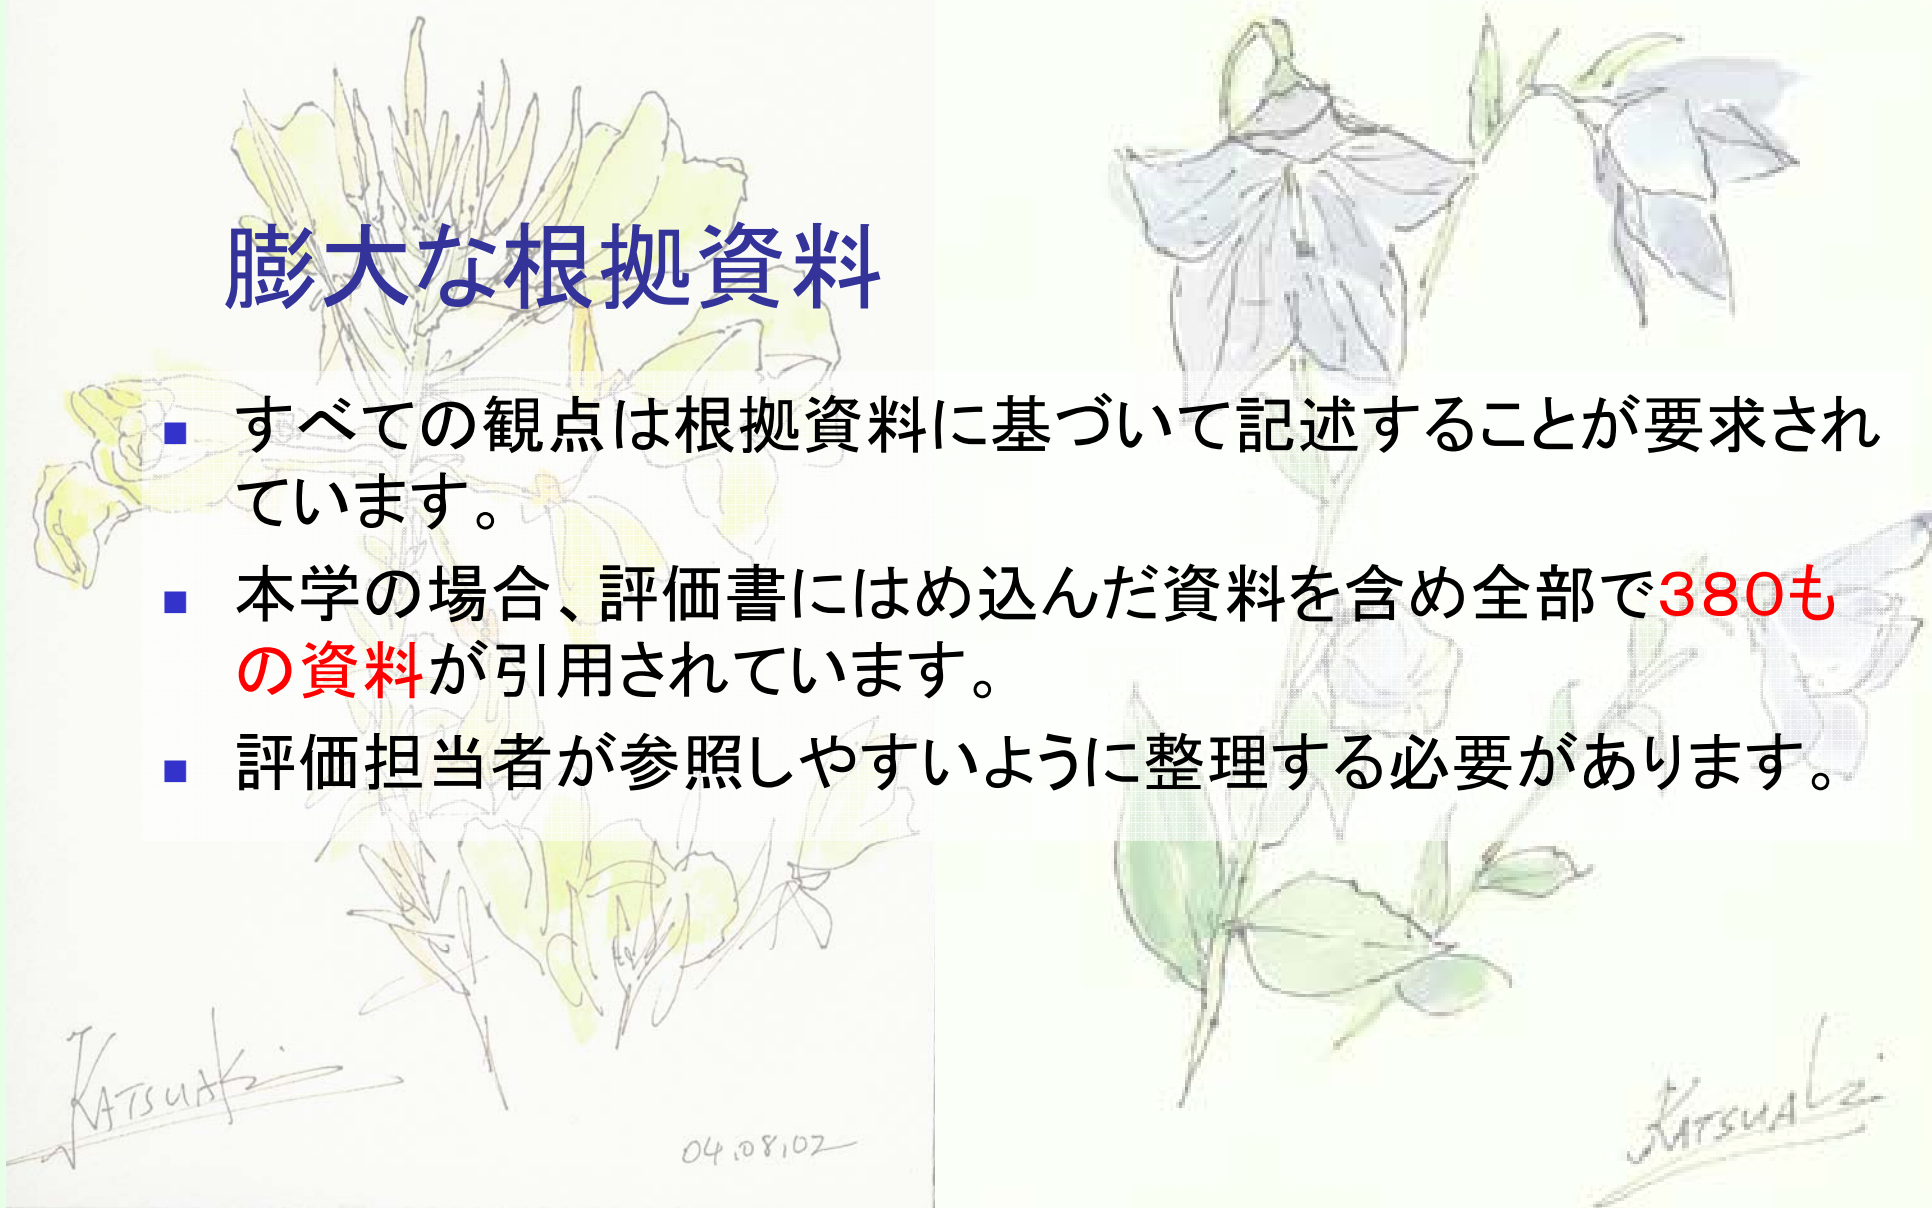 膨大な根拠資料
■ すべての観点は根拠資料に基づいて記述することが要求され
ています。
■ 本学の場合、評価書にはめ込んだ資料を含め全部で３８０も
の資料が引用されています。
■ 評価担当者が参照しやすいように整理する必要があります。
KATSUAKi
04.08.02
KATSUAKi